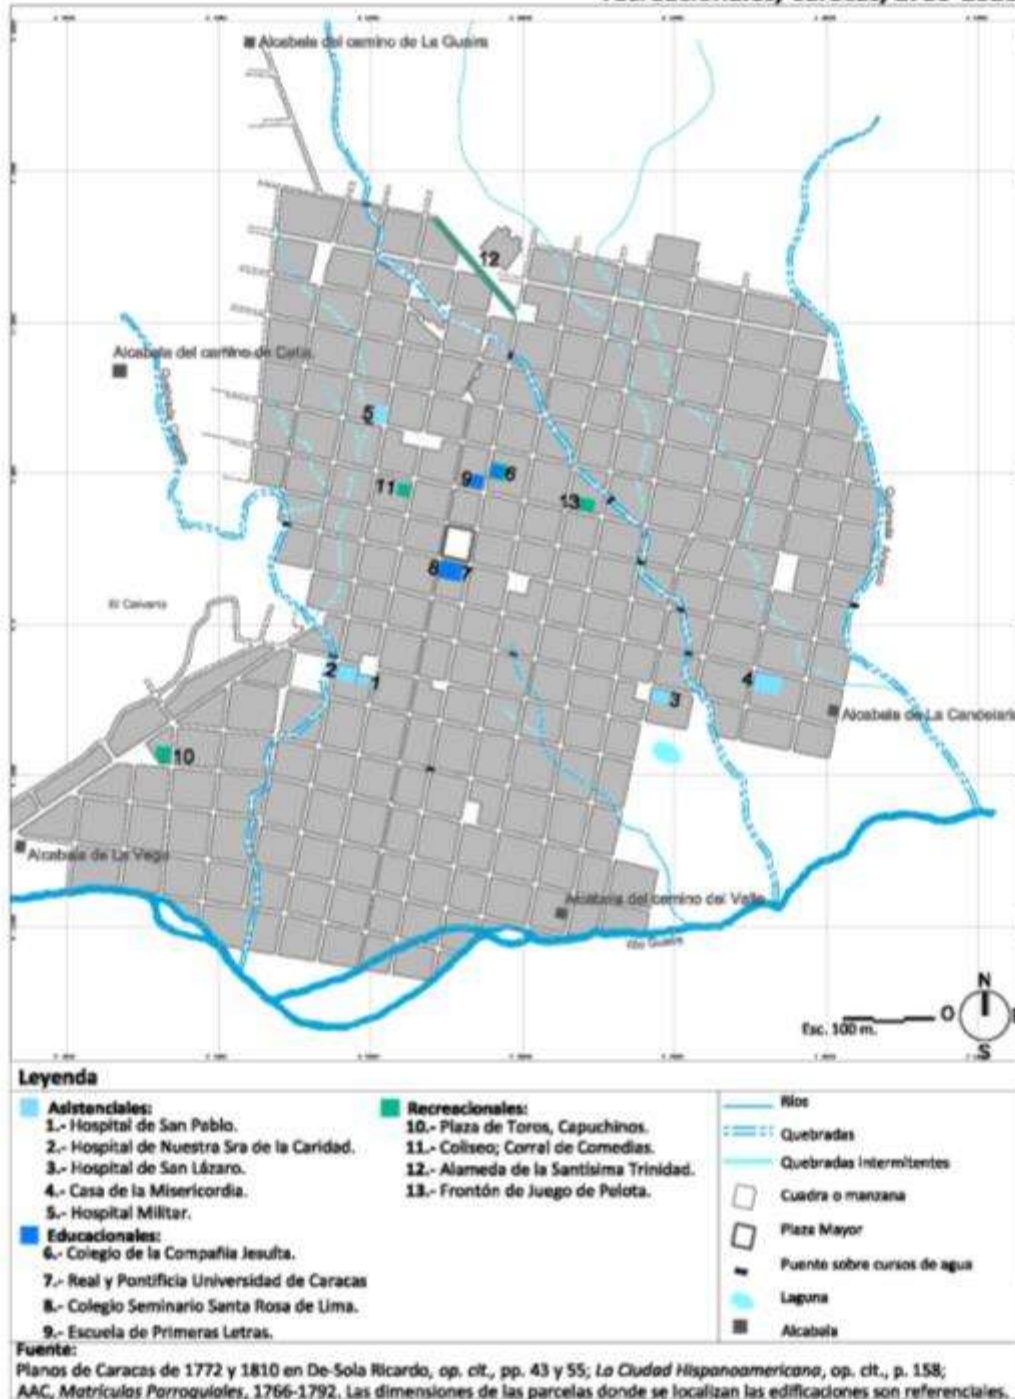 Alcabala del camino de La Guaira
12
Alcabala del camino de Catia.
5
6
9
11
13
8 7
El Calvario
2
1
3
4
Alcabala de La Candelaria
10
Alcabala de La Vega
Alcabala del camino del Valle
Río Guaire
N
O
S
Esc. 100 m.
Leyenda
Asistenciales:
1.- Hospital de San Pablo.
2.- Hospital de Nuestra Sra de la Caridad.
3.- Hospital de San Lázaro.
4.- Casa de la Misericordia.
5.- Hospital Militar.
Educacionales:
6.- Colegio de la Compañía Jesuita.
7.- Real y Pontificia Universidad de Caracas
8.- Colegio Seminario Santa Rosa de Lima.
9.- Escuela de Primeras Letras.
Recreacionales:
10.- Plaza de Toros, Capuchinos.
11.- Coliseo; Corral de Comedias.
12.- Alameda de la Santísima Trinidad.
13.- Frontón de Juego de Pelota.
Ríos
Quebradas
Quebradas Intermitentes
Cuadra o manzana
Plaza Mayor
Puente sobre cursos de agua
Laguna
Alcabala
Fuente:
Planos de Caracas de 1772 y 1810 en De-Sola Ricardo, op. cit., pp. 43 y 55; La Ciudad Hispanoamericana, op. cit., p. 158;
AAC, Matrículas Parroquiales, 1766-1792. Las dimensiones de las parcelas donde se localizan las edificaciones son referenciales.